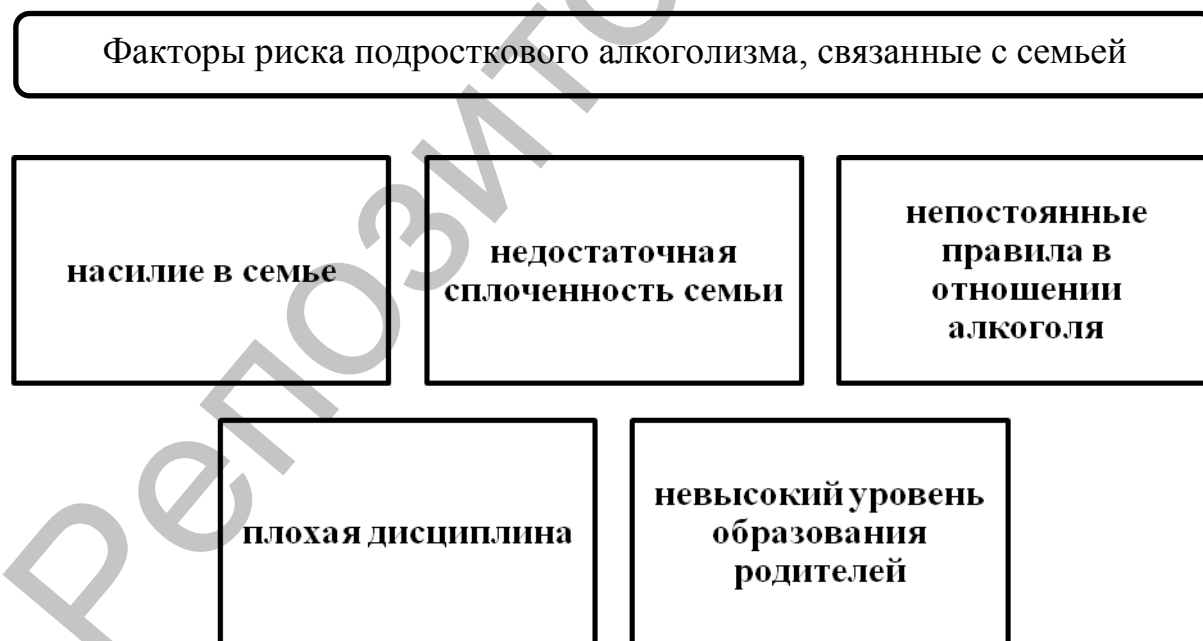 Факторы риска подросткового алкоголизма, связанные с семьей
насилие в семье
недостаточная
сплоченность семьи
непостоянные
правила в
отношении
алкоголя
плохая дисциплина
невысокий уровень
образования
родителей
Репозито